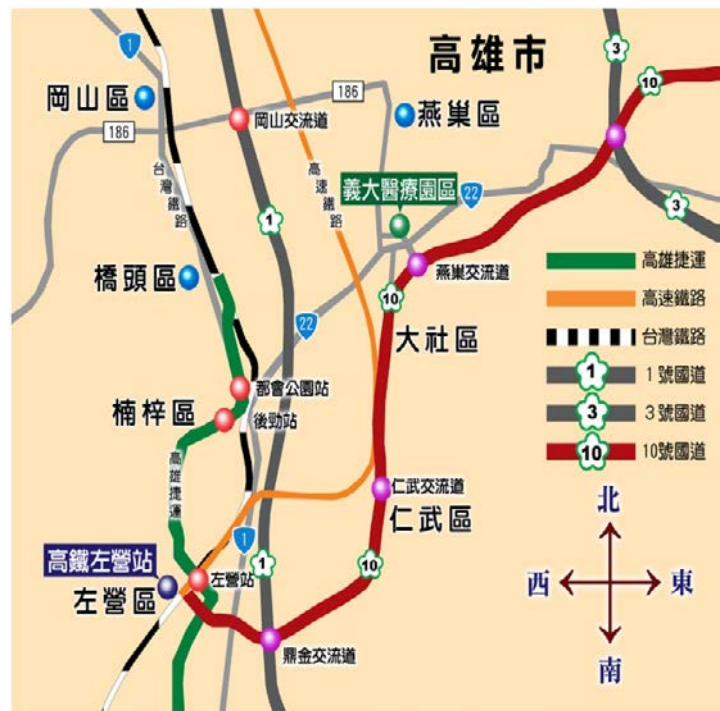 高雄市
1
3
10
岡山區
186
岡山交流道
186
燕巢區
台灣鐵路
高速鐵路
義大醫療園區
22
1
3
橋頭區
燕巢交流道
10
22
大社區
都會公園站
楠梓區
後勁站
高雄捷運
仁武交流道
仁武區
1
1
10
高鐵左營站
左營站
左營區
鼎金交流道
高雄捷運
高速鐵路
台灣鐵路
1 1號國道
3 3號國道
10 10號國道
北
西 東
南